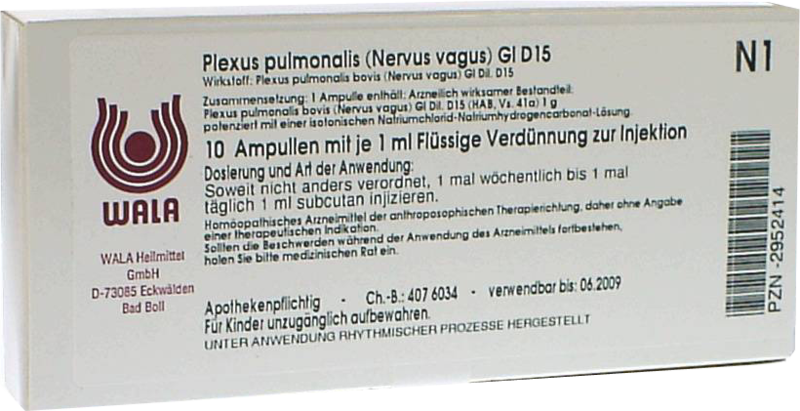 Plexus pulmonalis (Nervus vagus) Gl D15
N1
Wirkstoff: Plexus pulmonalis bovis (Nervus vagus) Gl Dil. D15
Zusammensetzung: 1 Ampulle enthält: Arzneilich wirksamer Bestandteil:
Plexus pulmonalis bovis (Nervus vagus) Gl Dil. D15 (HAB, Vs. 41a) 1 g
potenziert mit einer isotonischen Natriumchlorid-Natriumhydrogencarbonat-Lösung.
10 Ampullen mit je 1 ml Flüssige Verdünnung zur Injektion
Dosierung und Art der Anwendung:
Soweit nicht anders verordnet, 1 mal wöchentlich bis 1 mal
täglich 1 ml subcutan injizieren.
Homöopathisches Arzneimittel der anthroposophischen Therapierichtung, daher ohne Angabe
einer therapeutischen Indikation.
Sollten die Beschwerden während der Anwendung des Arzneimittels fortbestehen,
holen Sie bitte medizinischen Rat ein.
Apothekenpflichtig - Ch.-B.: 407 6034 - verwendbar bis: 06.2009
Für Kinder unzugänglich aufbewahren.
UNTER ANWENDUNG RHYTHMISCHER PROZESSE HERGESTELLT
WALA
WALA Heilmittel
GmbH
D-73085 Eckwälden
Bad Boll
PZN -2952414